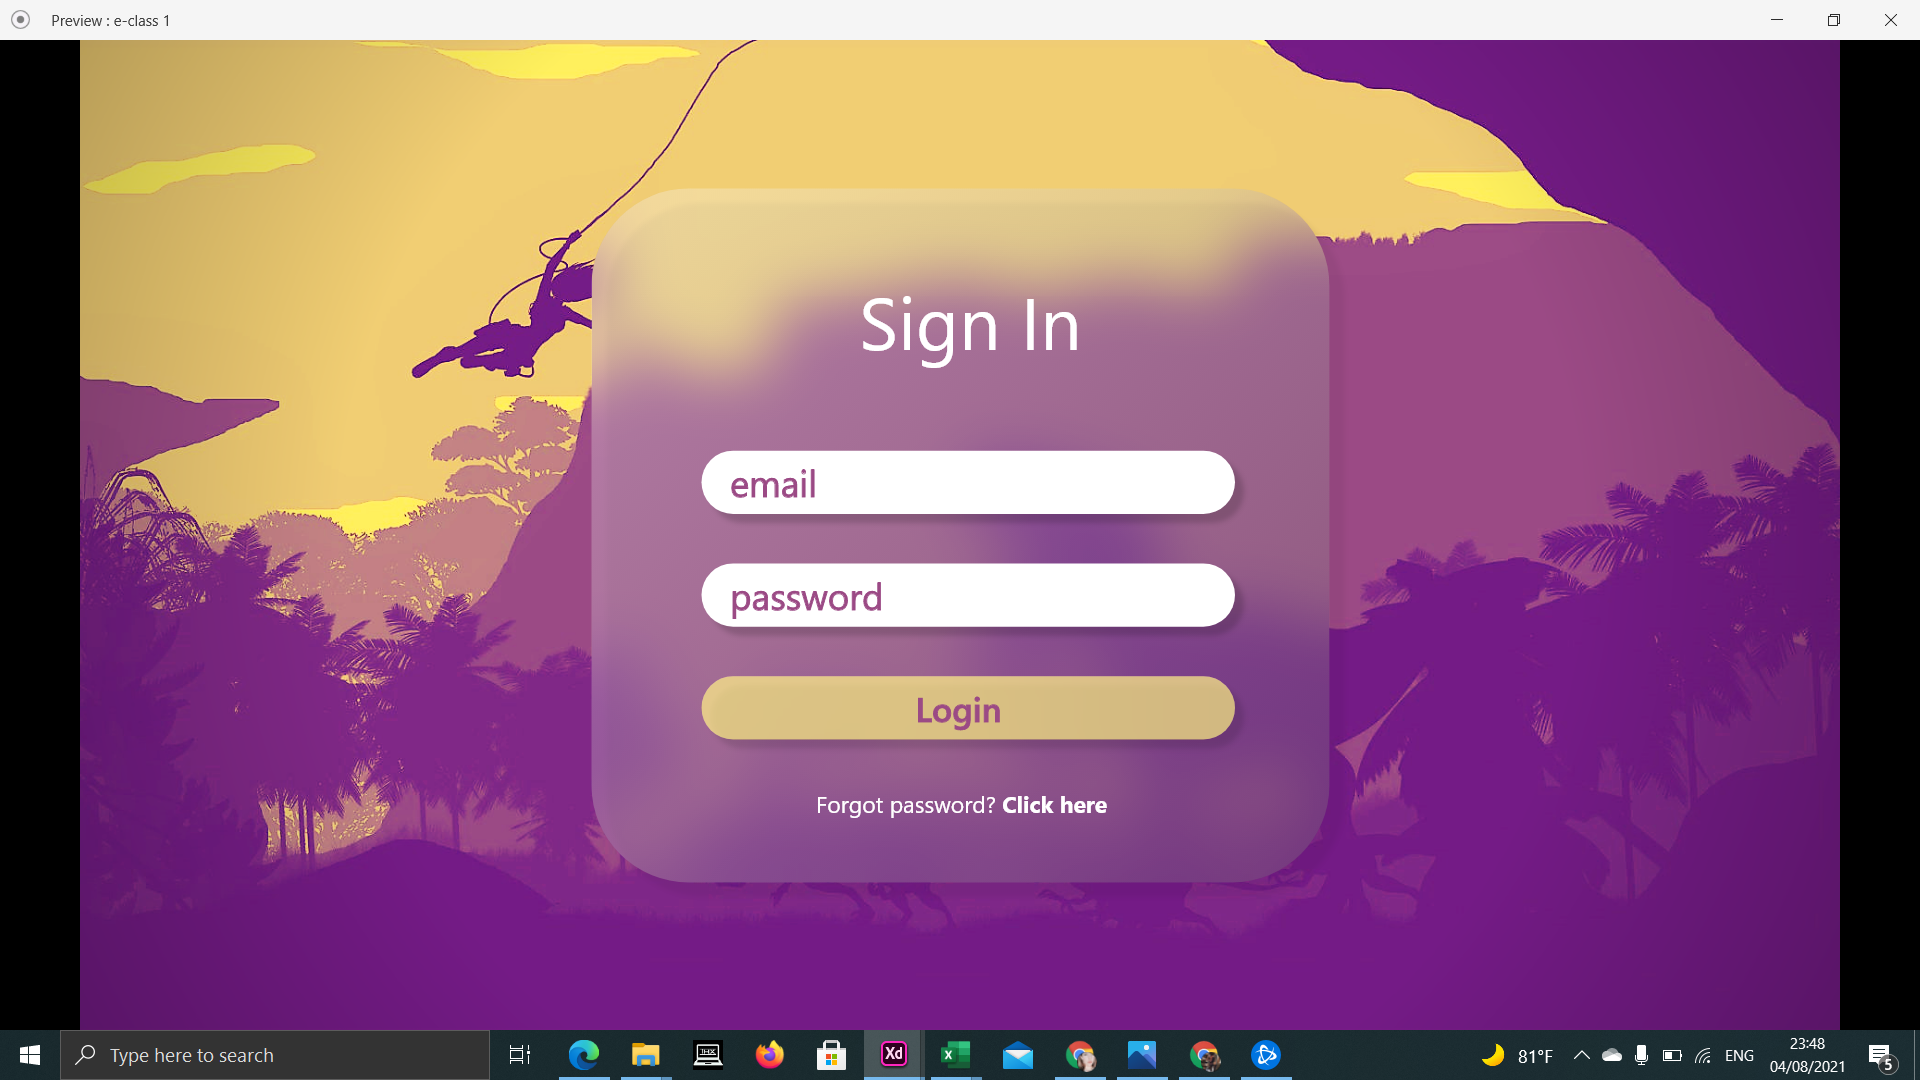 Preview : e-class 1
Sign In
email
password
Login
Forgot password? Click here
Type here to search
THX
Xd
X
81°F
ENG
23:48
04/08/2021
5